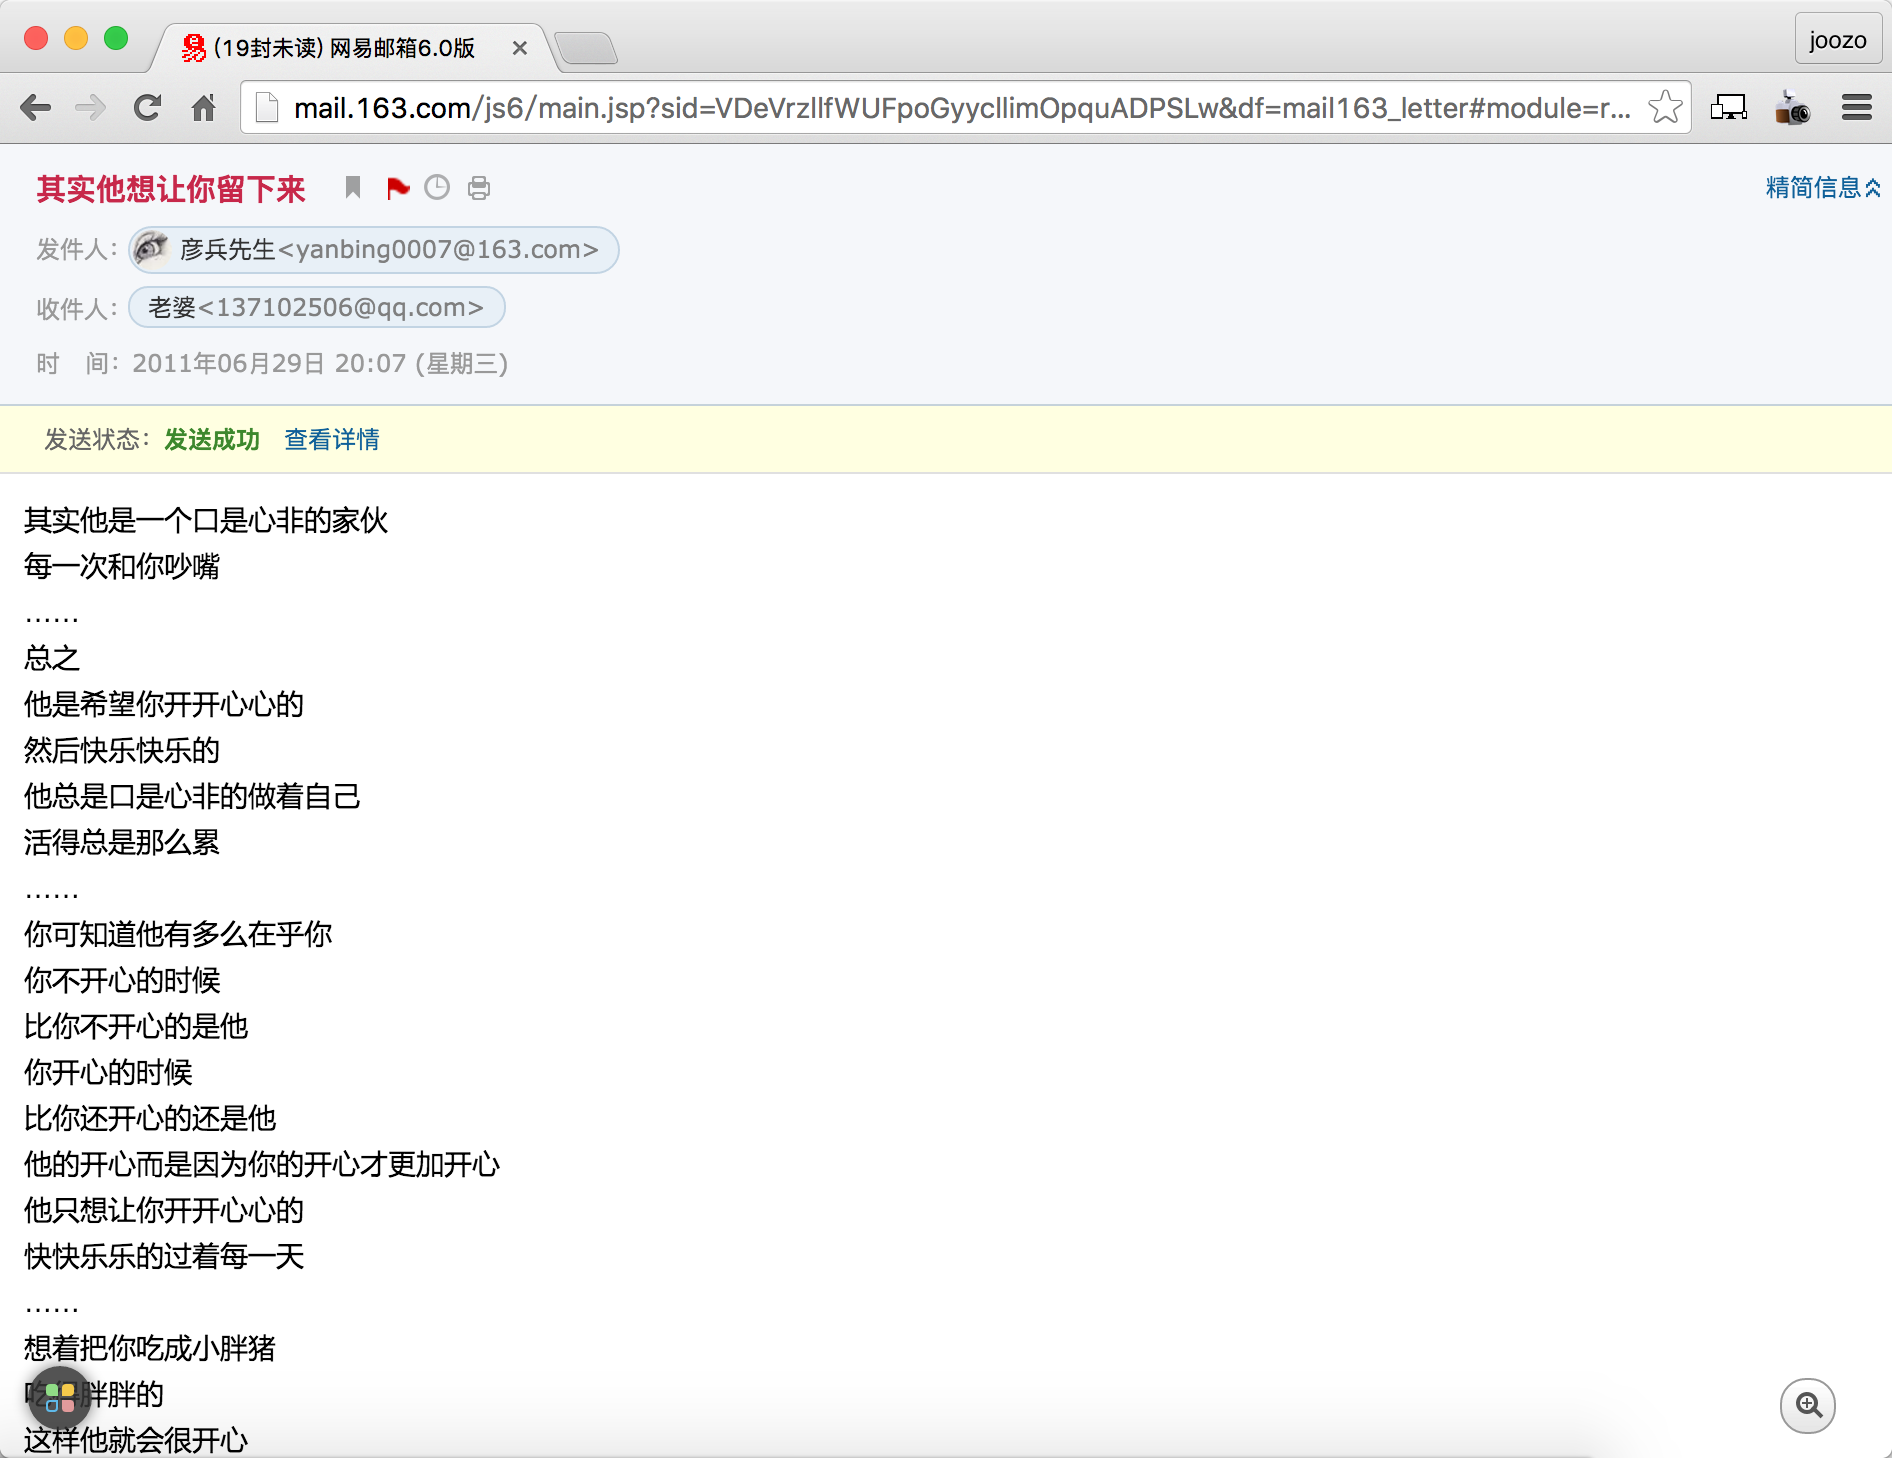 (19封未读) 网易邮箱6.0版
joozo
mail.163.com/js6/main.jsp?sid=VDeVrzllfWUFpoGyycllimOpquADPSLw&df=mail163_letter#module=r...
其实他想让你留下来
精简信息
发件人: 彦兵先生<yanbing0007@163.com>
收件人: 老婆<137102506@qq.com>
时 间: 2011年06月29日 20:07 (星期三)
发送状态: 发送成功 查看详情
其实他是一个口是心非的家伙
每一次和你吵嘴
……
总之
他是希望你开开心心的
然后快乐快乐的
他总是口是心非的做着自己
活得总是那么累
……
你可知道他有多么在乎你
你不开心的时候
比你不开心的是他
你开心的时候
比你还开心的还是他
他的开心而是因为你的开心才更加开心
他只想让你开开心心的
快快乐乐的过着每一天
……
想着把你吃成小胖猪
吃得胖胖的
这样他就会很开心